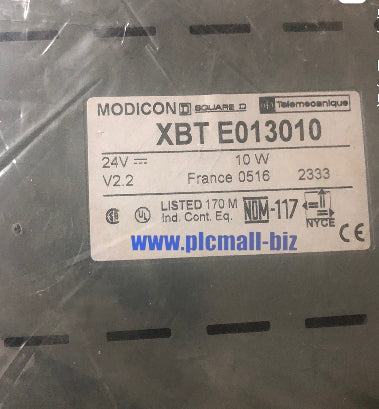 MODICON SQUARE D Telemecanique
XBT E013010
24V 10 W
V2.2 France 0516 2333
LISTED 170 M
Ind. Cont. Eq.
NOM-117
NYCE
UL
CE
www.plcmall-biz